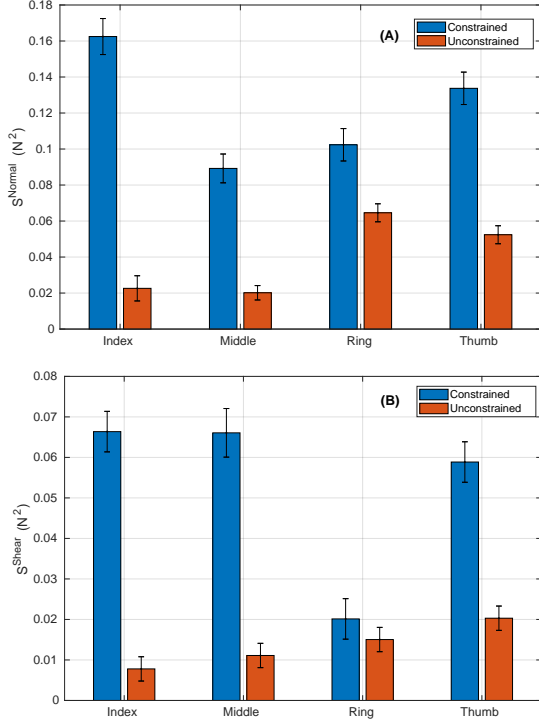 0.18
(A)
Constrained
Unconstrained
0.16
0.14
0.12
0.1
0.08
0.06
0.04
0.02
0
S^Normal (N^2)
Index Middle Ring Thumb
0.08
(B)
Constrained
Unconstrained
0.07
0.06
0.05
0.04
0.03
0.02
0.01
0
S^Shear (N^2)
Index Middle Ring Thumb